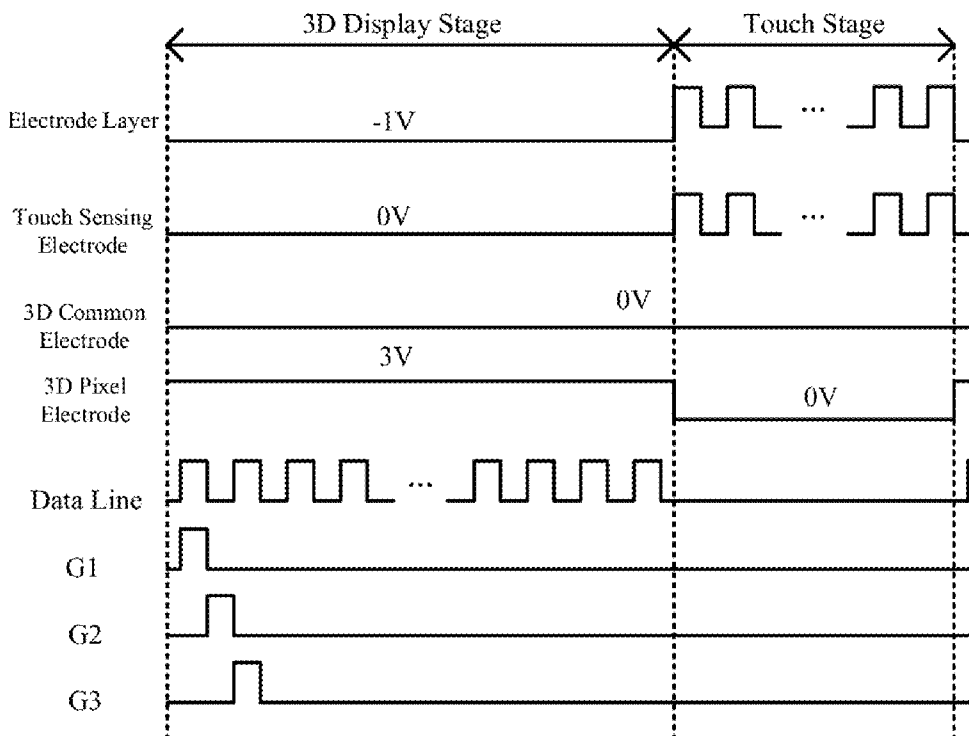 3D Display Stage
Touch Stage
Electrode Layer
-1V
...
Touch Sensing
Electrode
0V
...
3D Common
Electrode
0V
3D Pixel
Electrode
3V
0V
Data Line
...
G1
G2
G3